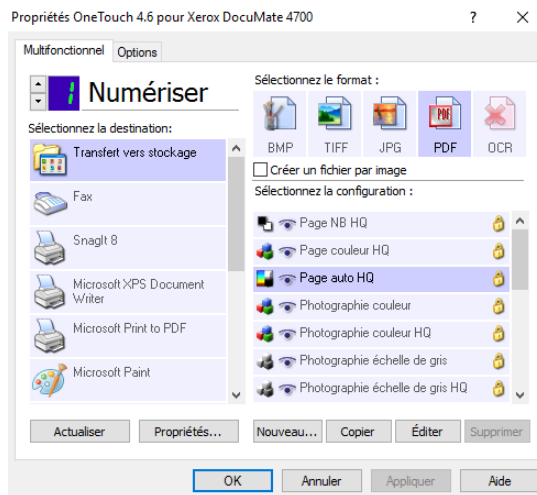 Propriétés OneTouch 4.6 pour Xerox DocuMate 4700
Multifonctionnel
Options
1 Numériser
Sélectionnez la destination:
Transfert vers stockage
Fax
SnagIt 8
Microsoft XPS Document
Writer
Microsoft Print to PDF
Microsoft Paint
Actualiser
Propriétés...
Sélectionnez le format :
PDF
BMP
TIFF
JPG
PDF
OCR
Créer un fichier par image
Sélectionnez la configuration :
Page NB HQ
Page couleur HQ
Page auto HQ
Photographie couleur
Photographie couleur HQ
Photographie échelle de gris
Photographie échelle de gris HQ
Nouveau...
Copier
Éditer
Supprimer
OK
Annuler
Appliquer
Aide